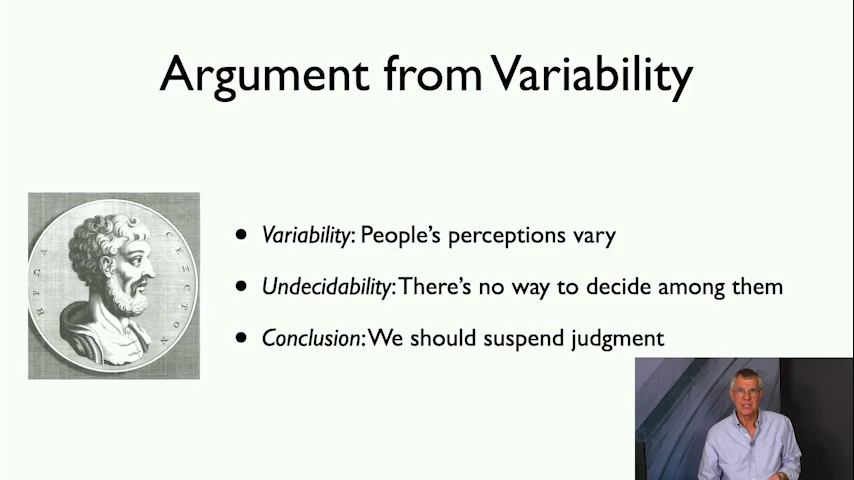 Argument from Variability
• Variability: People's perceptions vary
• Undecidability: There's no way to decide among them
• Conclusion: We should suspend judgment